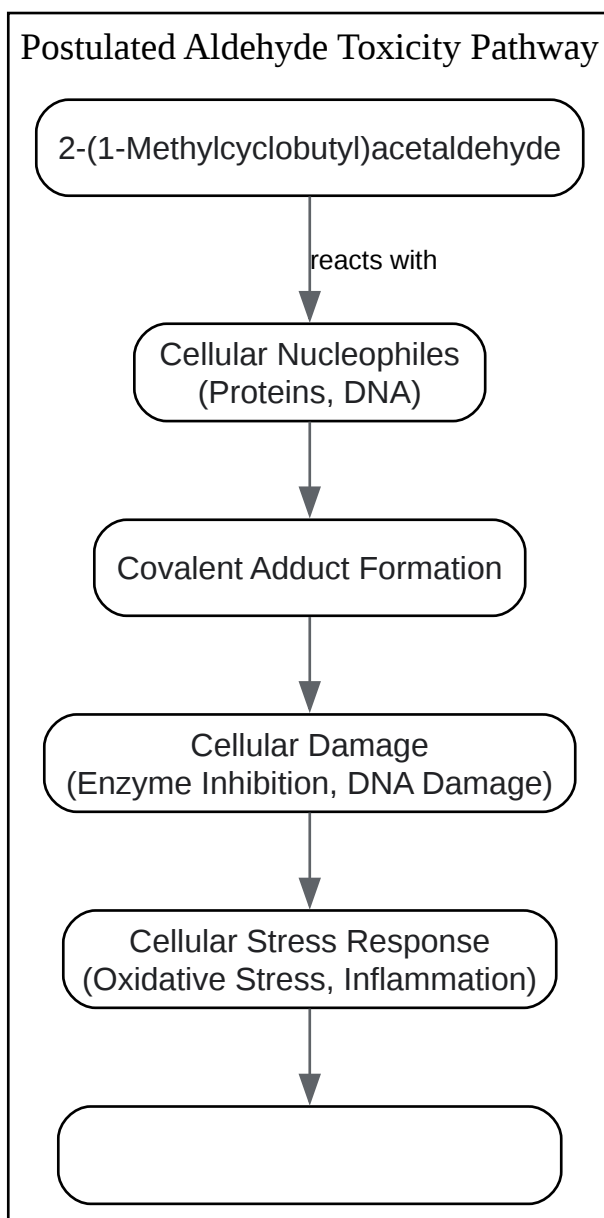 Postulated Aldehyde Toxicity Pathway
2-(1-Methylcyclobutyl)acetaldehyde
reacts with
Cellular Nucleophiles
(Proteins, DNA)
Covalent Adduct Formation
Cellular Damage
(Enzyme Inhibition, DNA Damage)
Cellular Stress Response
(Oxidative Stress, Inflammation)